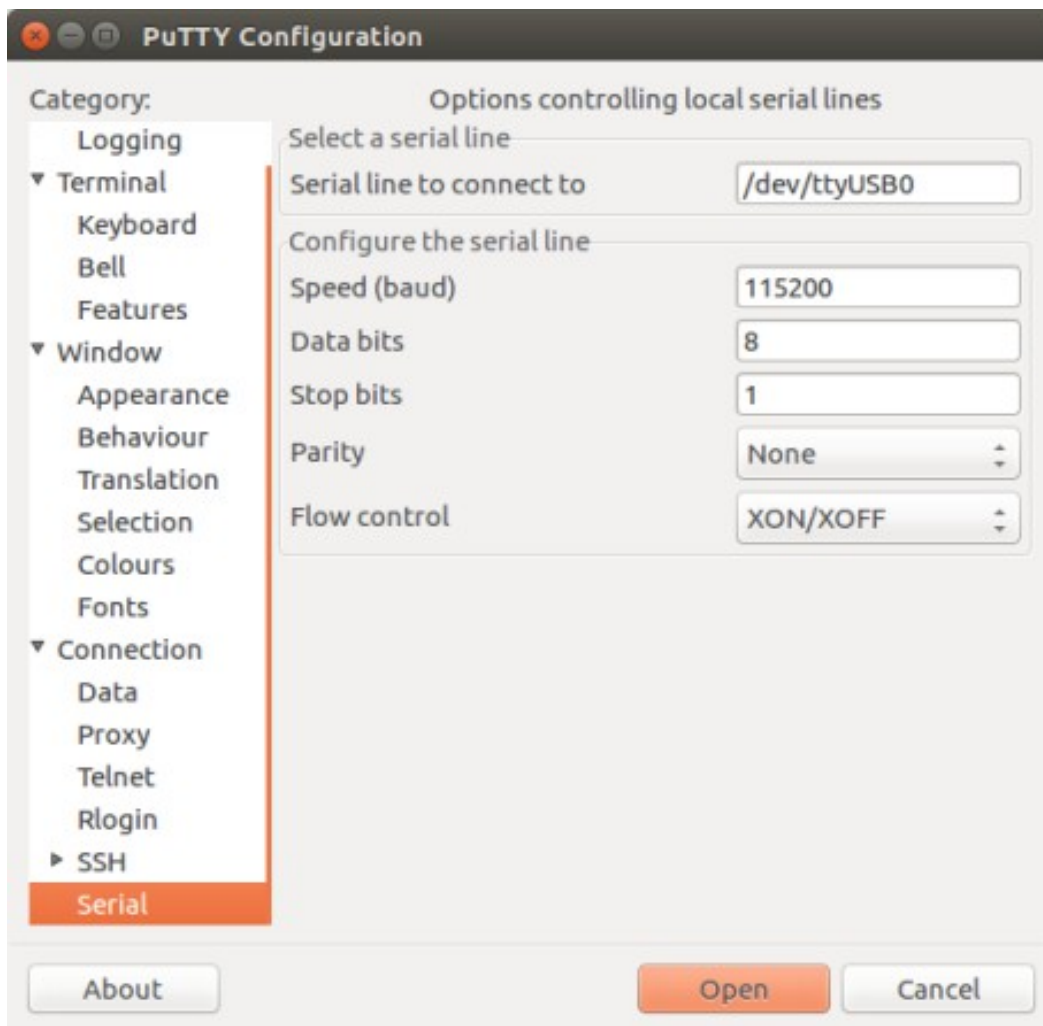 PuTTY Configuration
Category:
Logging
Terminal
Keyboard
Bell
Features
Window
Appearance
Behaviour
Translation
Selection
Colours
Fonts
Connection
Data
Proxy
Telnet
Rlogin
SSH
Serial
Options controlling local serial lines
Select a serial line
Serial line to connect to /dev/ttyUSB0
Configure the serial line
Speed (baud) 115200
Data bits 8
Stop bits 1
Parity None
Flow control XON/XOFF
About Open Cancel